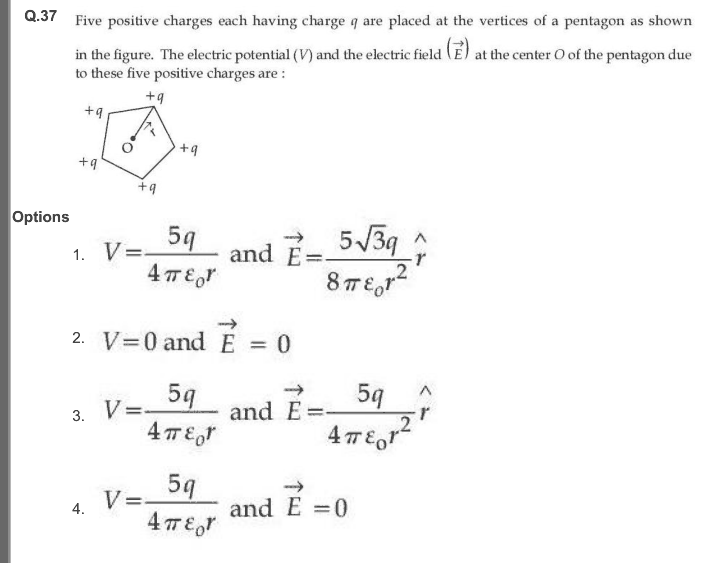 Q.37 Five positive charges each having charge q are placed at the vertices of a pentagon as shown
in the figure. The electric potential (V) and the electric field (E⃗) at the center O of the pentagon due
to these five positive charges are :
+q
+q
r
O
+q
+q
+q
Options
1. V = 5q / 4πε₀r and E⃗ = 5√3q / 8πε₀r² r̂
2. V = 0 and E⃗ = 0
3. V = 5q / 4πε₀r and E⃗ = 5q / 4πε₀r² r̂
4. V = 5q / 4πε₀r and E⃗ = 0